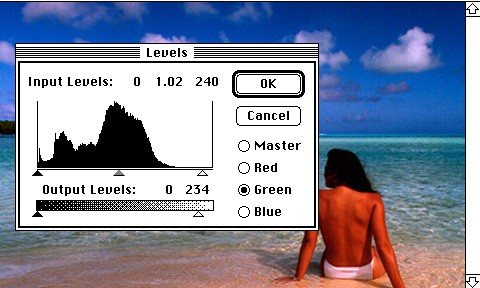 Levels
Input Levels: 0 1.02 240
OK
Cancel
Master
Red
Output Levels: 0 234
Green
Blue